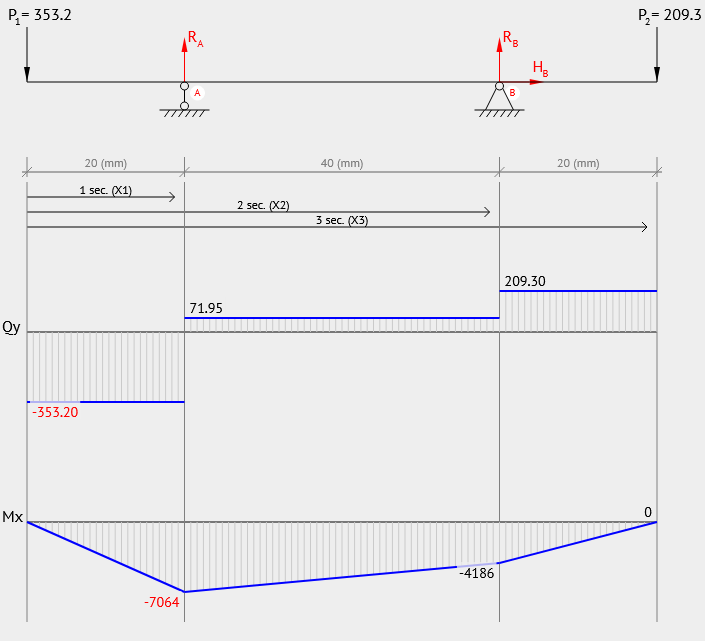 P1= 353.2
P2= 209.3
RA
RB
HB
A
B
20 (mm)
40 (mm)
20 (mm)
1 sec. (X1)
2 sec. (X2)
3 sec. (X3)
209.30
71.95
Qy
-353.20
0
Mx
-4186
-7064